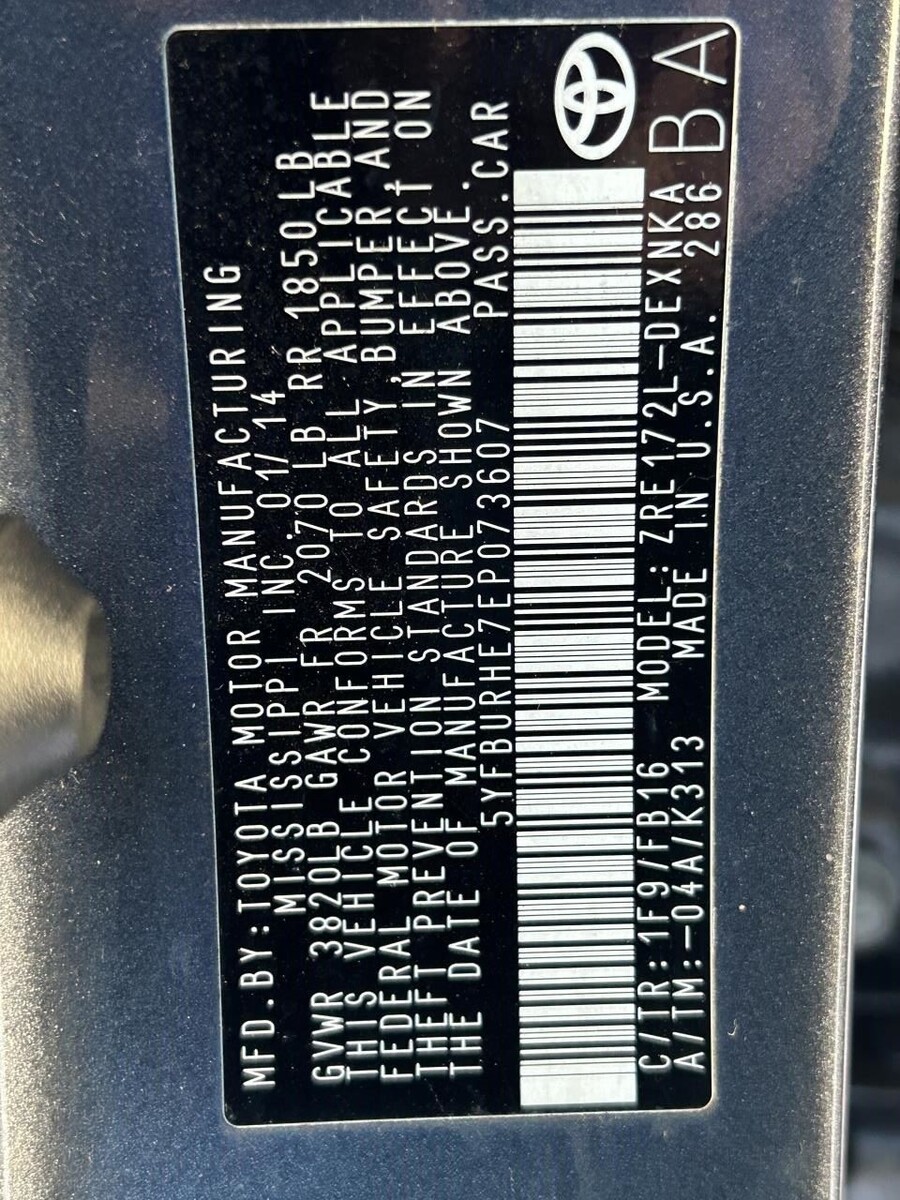 MFD.BY:TOYOTA MOTOR MANUFACTURING
MISSISSIPPI INC. 01/14
GVWR 3820LB GAWR FR 2070 LB RR 1850 LB
THIS VEHICLE CONFORMS TO ALL APPLICABLE
FEDERAL MOTOR VEHICLE SAFETY, BUMPER, AND
THEFT PREVENTION STANDARDS IN EFFECT ON
THE DATE OF MANUFACTURE SHOWN ABOVE.
5YFBURHE7EP073607 PASS.CAR
C/TR:1F9/FB16 MODEL:ZRE172L-DEXNKA
A/TM:-04A/K313 MADE IN U.S.A. 286
BA